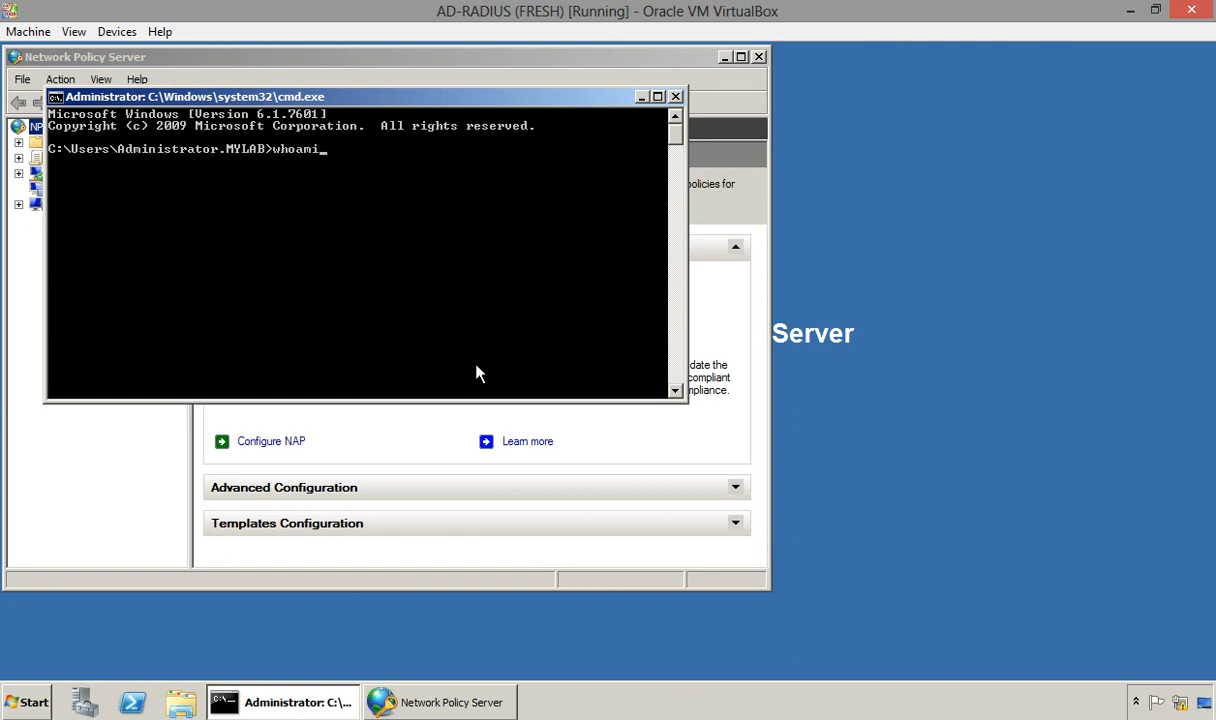 AD-RADIUS (FRESH) [Running] - Oracle VM VirtualBox
Machine View Devices Help
Network Policy Server
File Action View Help
Administrator: C:\Windows\system32\cmd.exe
Microsoft Windows [Version 6.1.7601]
Copyright (c) 2009 Microsoft Corporation. All rights reserved.
C:\Users\Administrator.MYLAB>whoami_
NP
policies for
Server
date the
compliant
mpliance.
Configure NAP
Learn more
Advanced Configuration
Templates Configuration
Start
Administrator: C:\...
Network Policy Server